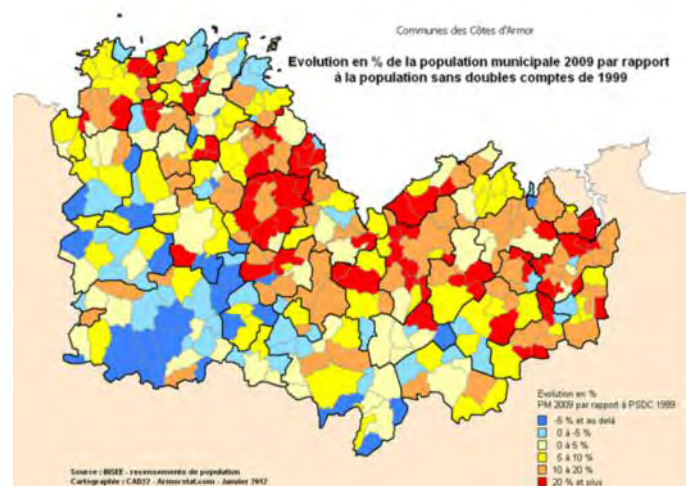 Communes des Côtes d'Armor
Evolution en % de la population municipale 2009 par rapport
à la population sans doubles comptes de 1999
Evolution en %
PM 2009 par rapport à PSDC 1999
-5 % et au delà
0 à -5 %
0 à 5 %
5 à 10 %
10 à 20 %
20 % et plus
Source : INSEE - recensements de population
Cartographie : CAD22 - Armorstat.com - Janvier 2012